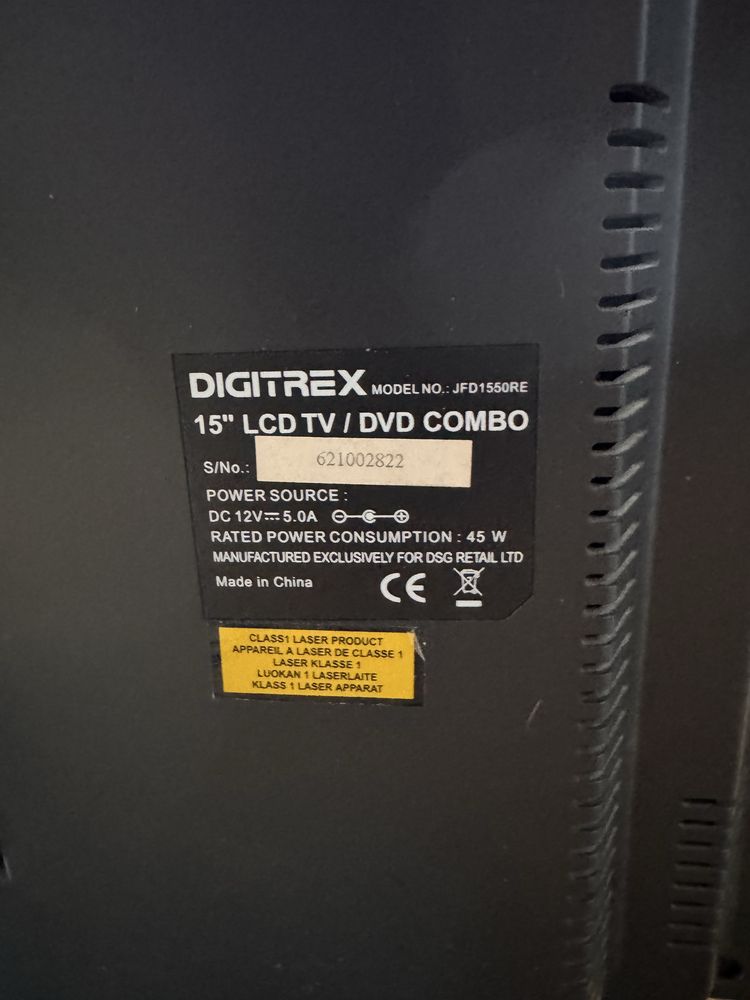 DIGITREX MODEL NO.: JFD1550RE
15" LCD TV / DVD COMBO
S/No.: 621002822
POWER SOURCE :
DC 12V⎓5.0A
RATED POWER CONSUMPTION : 45 W
MANUFACTURED EXCLUSIVELY FOR DSG RETAIL LTD
Made in China CE
CLASS1 LASER PRODUCT
APPAREIL A LASER DE CLASSE 1
LASER KLASSE 1
LUOKAN 1 LASERLAITE
KLASS 1 LASER APPARAT